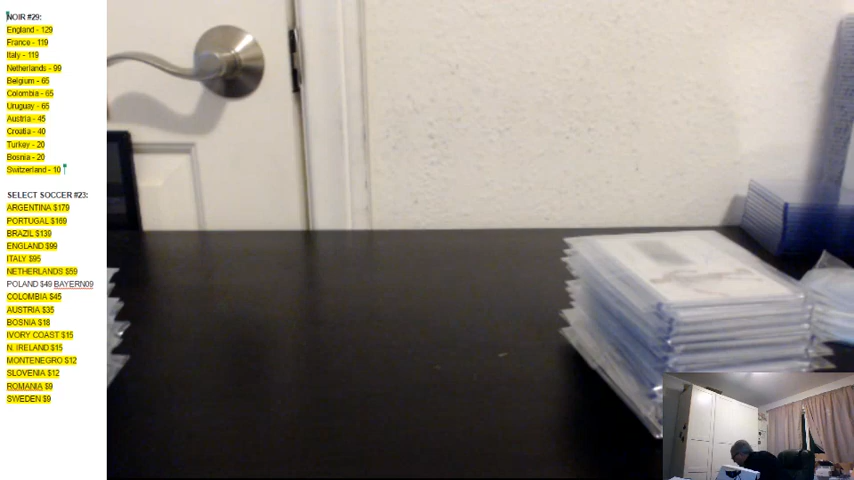 NOIR #29:
England - 129
France - 119
Italy - 119
Netherlands - 99
Belgium - 65
Colombia - 65
Uruguay - 65
Austria - 45
Croatia - 40
Turkey - 20
Bosnia - 20
Switzerland - 10
SELECT SOCCER #23:
ARGENTINA $179
PORTUGAL $169
BRAZIL $139
ENGLAND $99
ITALY $95
NETHERLANDS $59
POLAND $49 BAYERN09
COLOMBIA $45
AUSTRIA $35
BOSNIA $18
IVORY COAST $15
N. IRELAND $15
MONTENEGRO $12
SLOVENIA $12
ROMANIA $9
SWEDEN $9